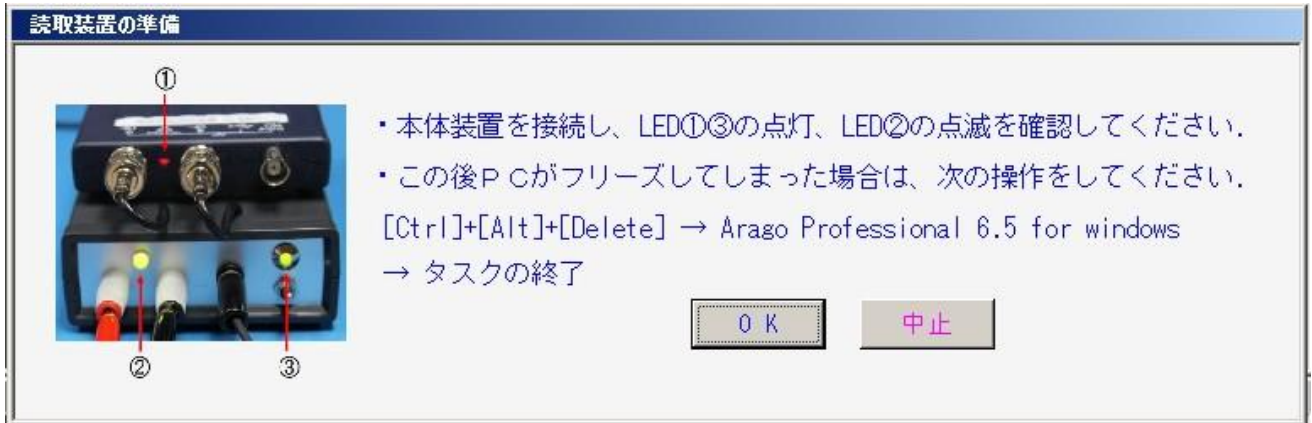 読取装置の準備
①
・本体装置を接続し、LED①③の点灯、LED②の点滅を確認してください.
・この後ＰＣがフリーズしてしまった場合は、次の操作をしてください.
[Ctrl]+[Alt]+[Delete] → Arago Professional 6.5 for windows
→ タスクの終了
ＯＫ
中止
②
③